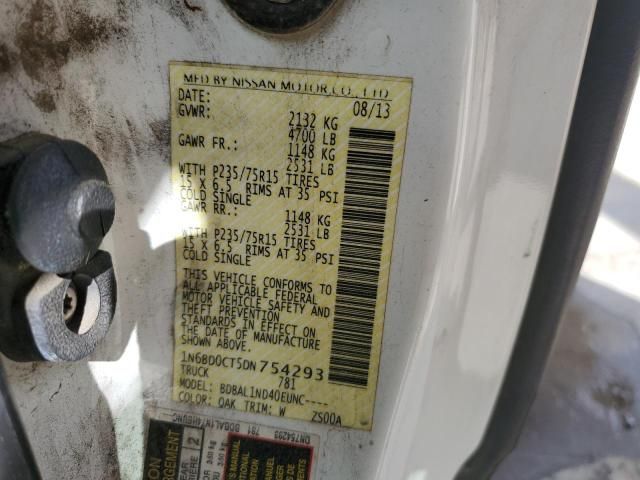 MFD BY NISSAN MOTOR CO., LTD
DATE: 08/13
GVWR: 2132 KG
4700 LB
GAWR FR.: 1148 KG
2531 LB
WITH P235/75R15 TIRES
15 X 6.5 RIMS AT 35 PSI
COLD SINGLE
GAWR RR.: 1148 KG
2531 LB
WITH P235/75R15 TIRES
15 X 6.5 RIMS AT 35 PSI
COLD SINGLE
THIS VEHICLE CONFORMS TO
ALL APPLICABLE FEDERAL
MOTOR VEHICLE SAFETY AND
THEFT PREVENTION
STANDARDS IN EFFECT ON
THE DATE OF MANUFACTURE
SHOWN ABOVE.
1N6BD0CT5DN754293
TRUCK 781
MODEL: BDBAL1ND40EUNC----
COLOR: QAK TRIM: W ZS00A
DN754293 781
2